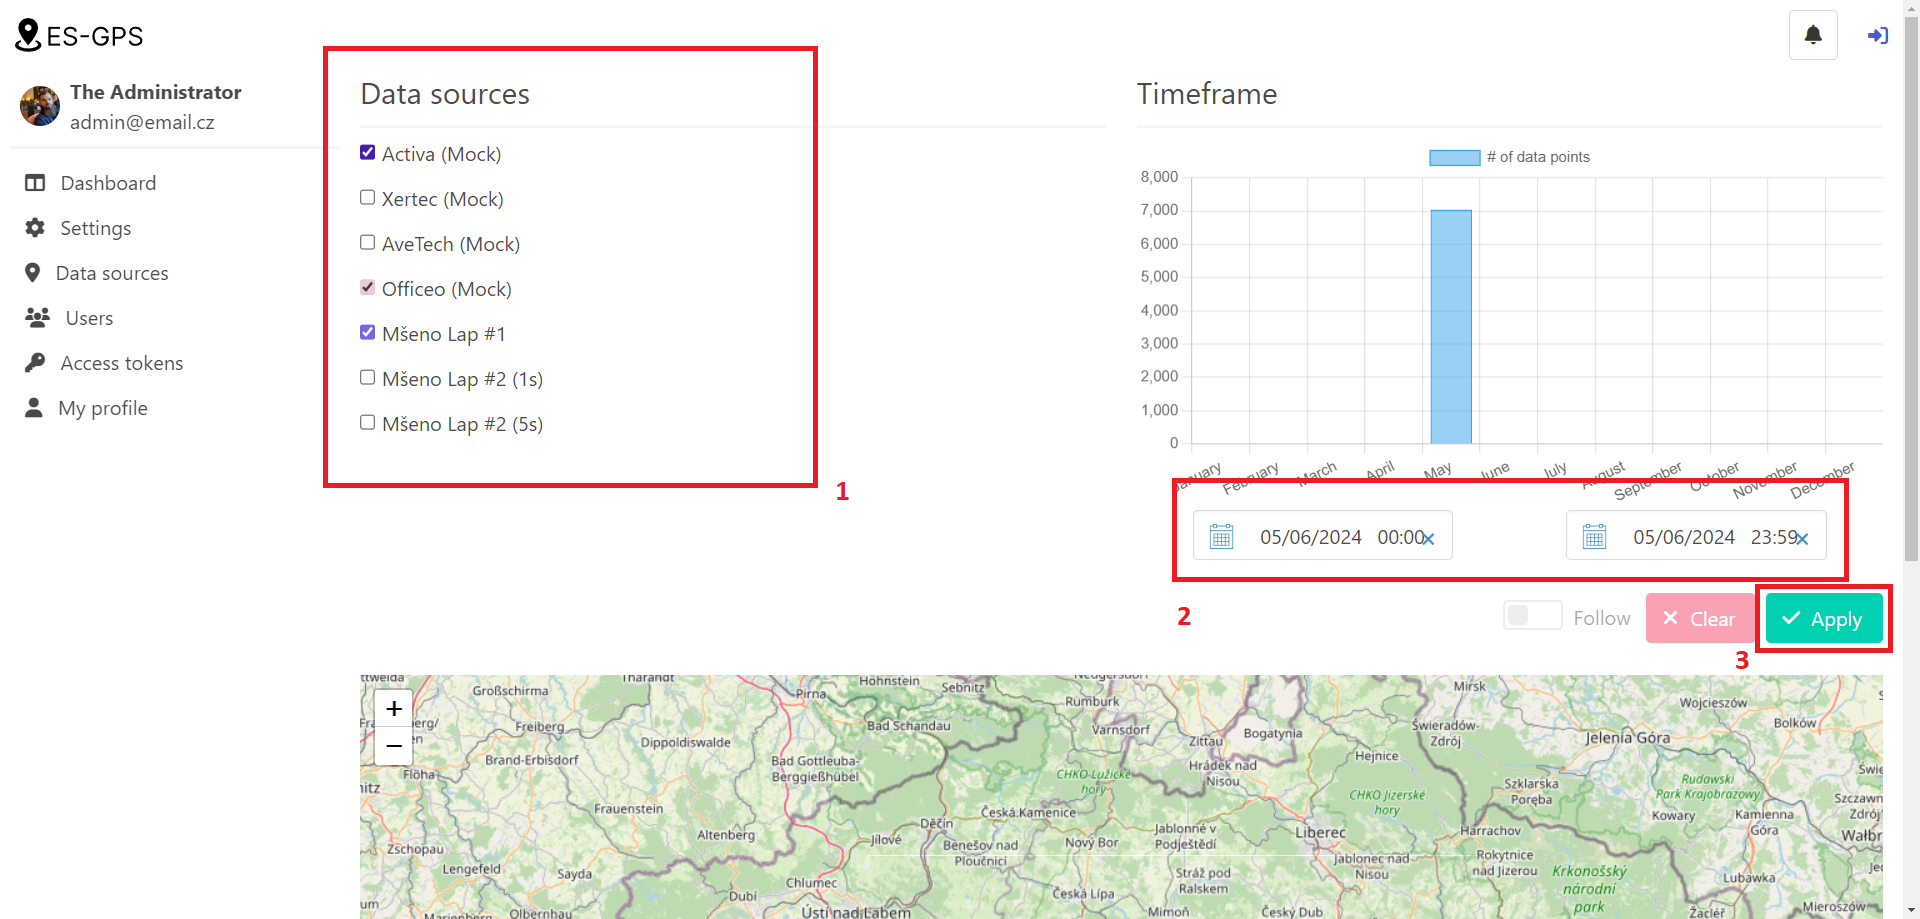 ES-GPS
The Administrator
admin@email.cz
Dashboard
Settings
Data sources
Users
Access tokens
My profile
Data sources
Activa (Mock)
Xertec (Mock)
AveTech (Mock)
Officeo (Mock)
Mšeno Lap #1
Mšeno Lap #2 (1s)
Mšeno Lap #2 (5s)
1
Timeframe
# of data points
8,000
7,000
6,000
5,000
4,000
3,000
2,000
1,000
0
January
February
March
April
May
June
July
August
September
October
November
December
05/06/2024 00:00
05/06/2024 23:59
2
Follow
Clear
Apply
3
+
−
Großschirma
Tharandt
Pirna
Hohnstein
Sebnitz
Rumburk
Mirsk
Wojcieszów
Bolków
Freiberg
Bad Schandau
Varnsdorf
Zittau
Bogatynia
Świeradów-
Zdrój
Jelenia Góra
Dippoldiswalde
Brand-Erbisdorf
Bad Gottleuba-
Berggießhübel
Hrádek nad
Nisou
Hejnice
Flöha
CHKO Lužické
hory
Szklarska
Poręba
Rudawski
Park Krajobrazowy
Frauenstein
Česká Kamenice
CHKO Jizerské
hory
Kowary
Kamienna
Góra
Altenberg
Děčín
Jílové
Benešov nad
Ploučnicí
Nový Bor
Jablonné v
Podještědí
Liberec
Harrachov
Zschopau
Lengefeld
Sayda
Chlumec
Stráž pod
Ralskem
Jablonec nad
Nisou
Rokytnice
nad Jizerou
Krkonošský
národní
park
Lubawka
Dubí
Česká Lípa
Olbernhau
Ústí nad Labem
Mimoň
Český Dub
Žacléř
Mieroszów